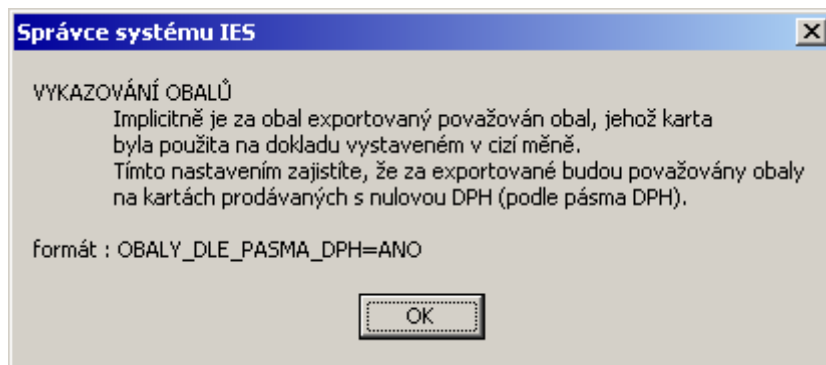 Správce systému IES
VYKAZOVÁNÍ OBALŮ
Implicitně je za obal exportovaný považován obal, jehož karta
byla použita na dokladu vystaveném v cizí měně.
Tímto nastavením zajistíte, že za exportované budou považovány obaly
na kartách prodávaných s nulovou DPH (podle pásma DPH).
formát : OBALY_DLE_PASMA_DPH=ANO
OK